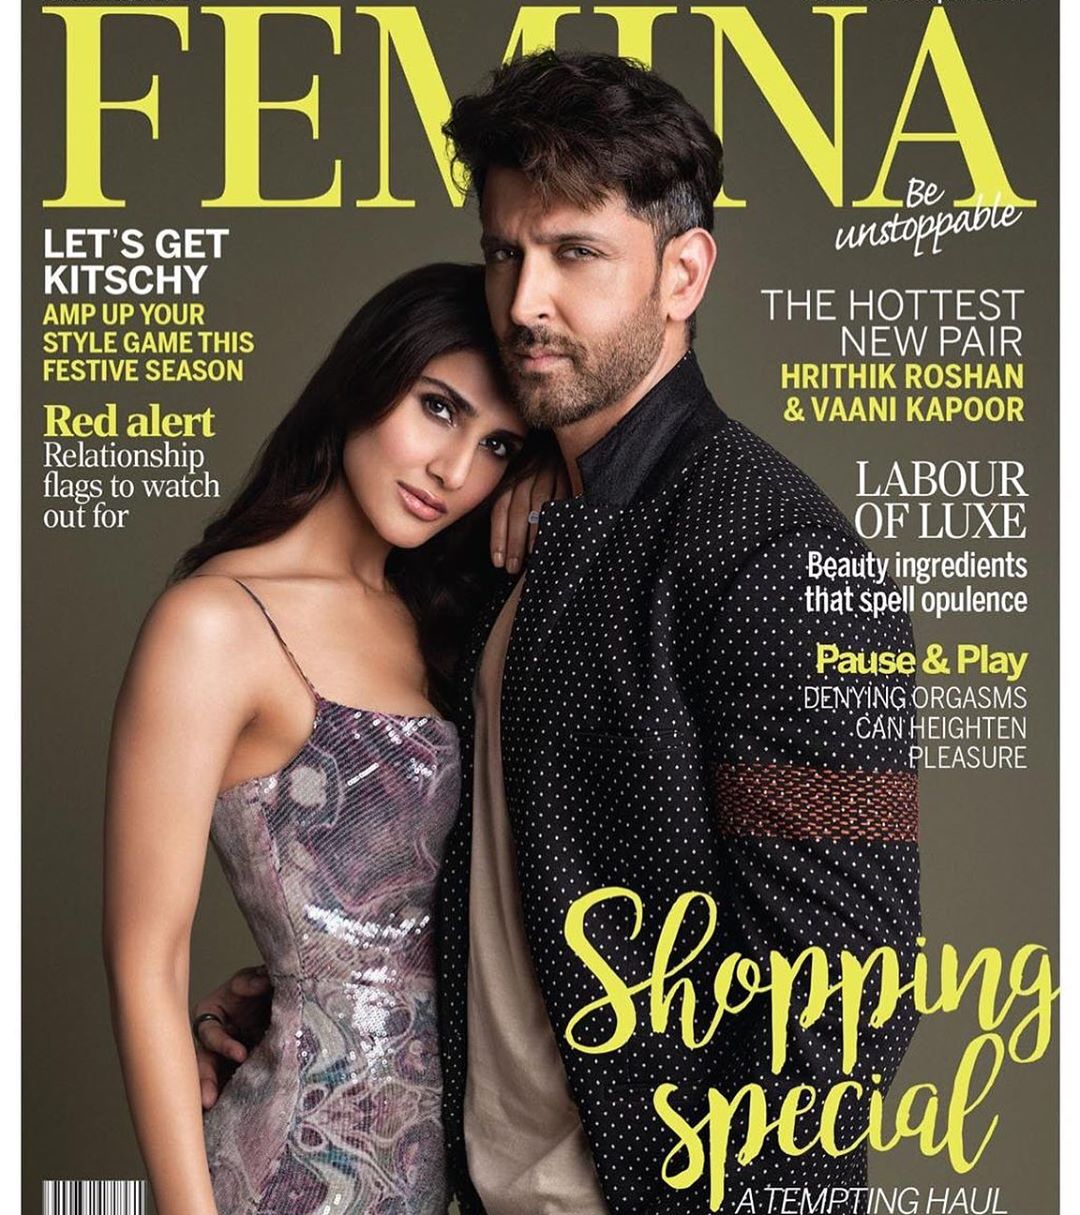 FEMINA
Be
unstoppable
LET'S GET
KITSCHY
AMP UP YOUR
STYLE GAME THIS
FESTIVE SEASON
Red alert
Relationship
flags to watch
out for
THE HOTTEST
NEW PAIR
HRITHIK ROSHAN
& VAANI KAPOOR
LABOUR
OF LUXE
Beauty ingredients
that spell opulence
Pause & Play
DENYING ORGASMS
CAN HEIGHTEN
PLEASURE
Shopping
special
A TEMPTING HAUL